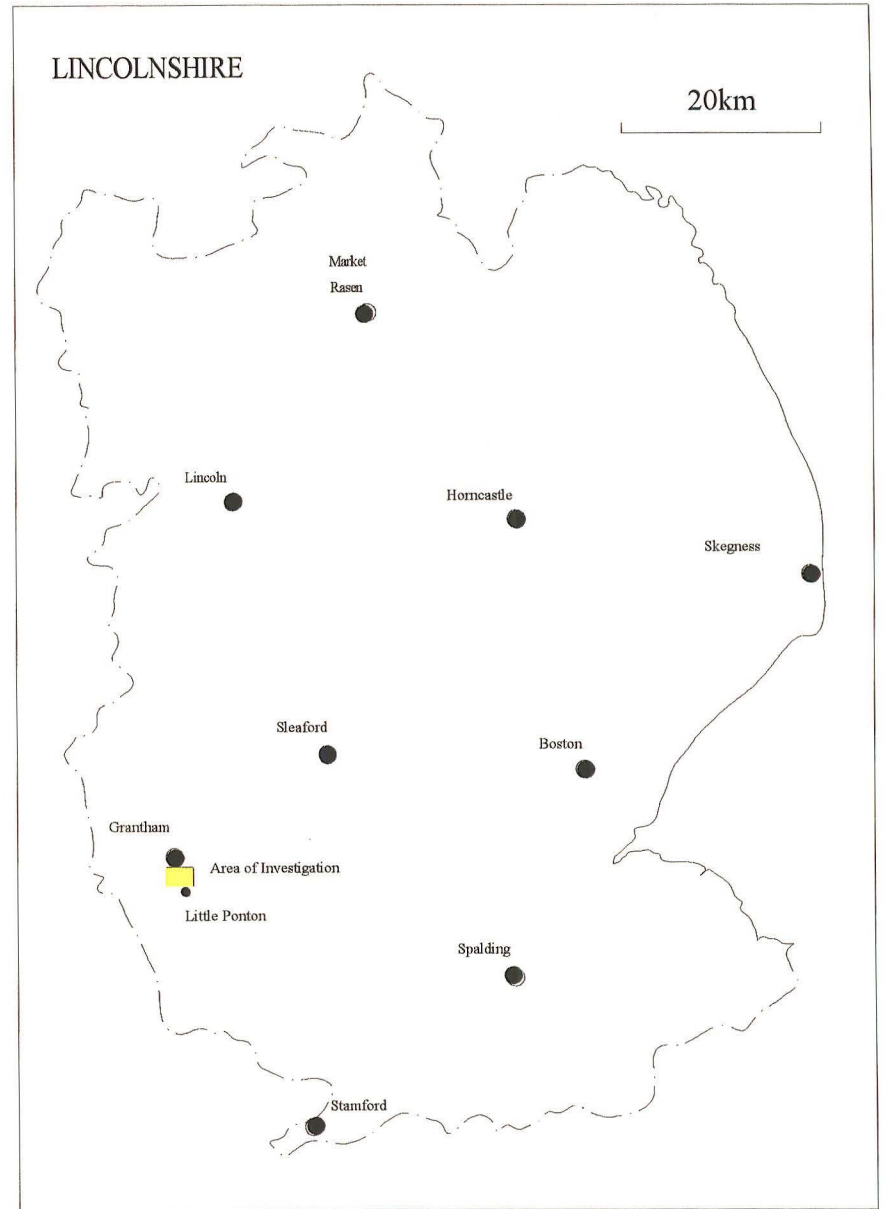 LINCOLNSHIRE
20km
Market
Rasen
Lincoln
Horncastle
Skegness
Sleaford
Boston
Grantham
Area of Investigation
Little Ponton
Spalding
Stamford